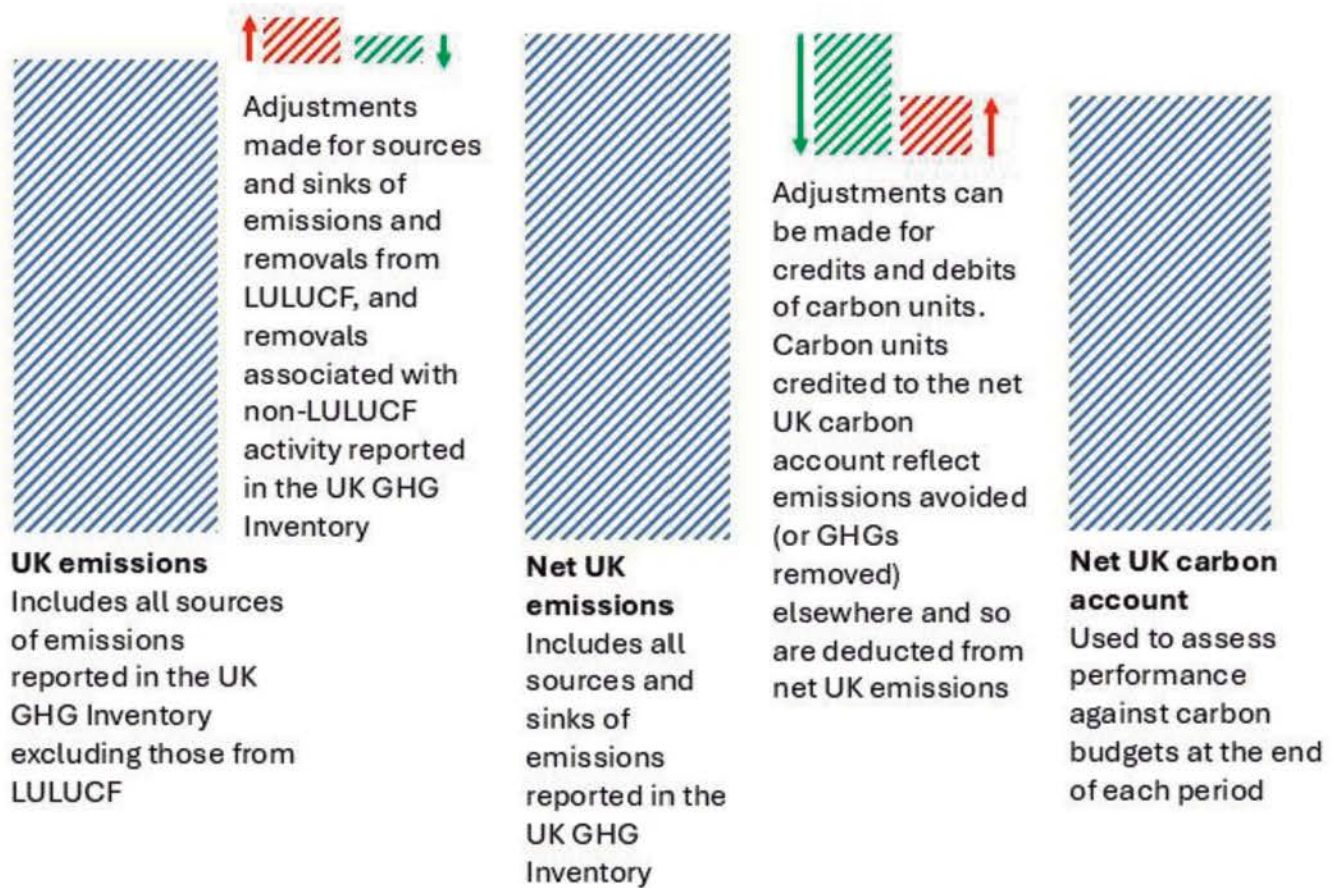 Adjustments
made for sources
and sinks of
emissions and
removals from
LULUCF, and
removals
associated with
non-LULUCF
activity reported
in the UK GHG
Inventory
Adjustments can
be made for
credits and debits
of carbon units.
Carbon units
credited to the net
UK carbon
account reflect
emissions avoided
(or GHGs
removed)
elsewhere and so
are deducted from
net UK emissions
UK emissions
Includes all sources
of emissions
reported in the UK
GHG Inventory
excluding those from
LULUCF
Net UK
emissions
Includes all
sources and
sinks of
emissions
reported in the
UK GHG
Inventory
Net UK carbon
account
Used to assess
performance
against carbon
budgets at the end
of each period